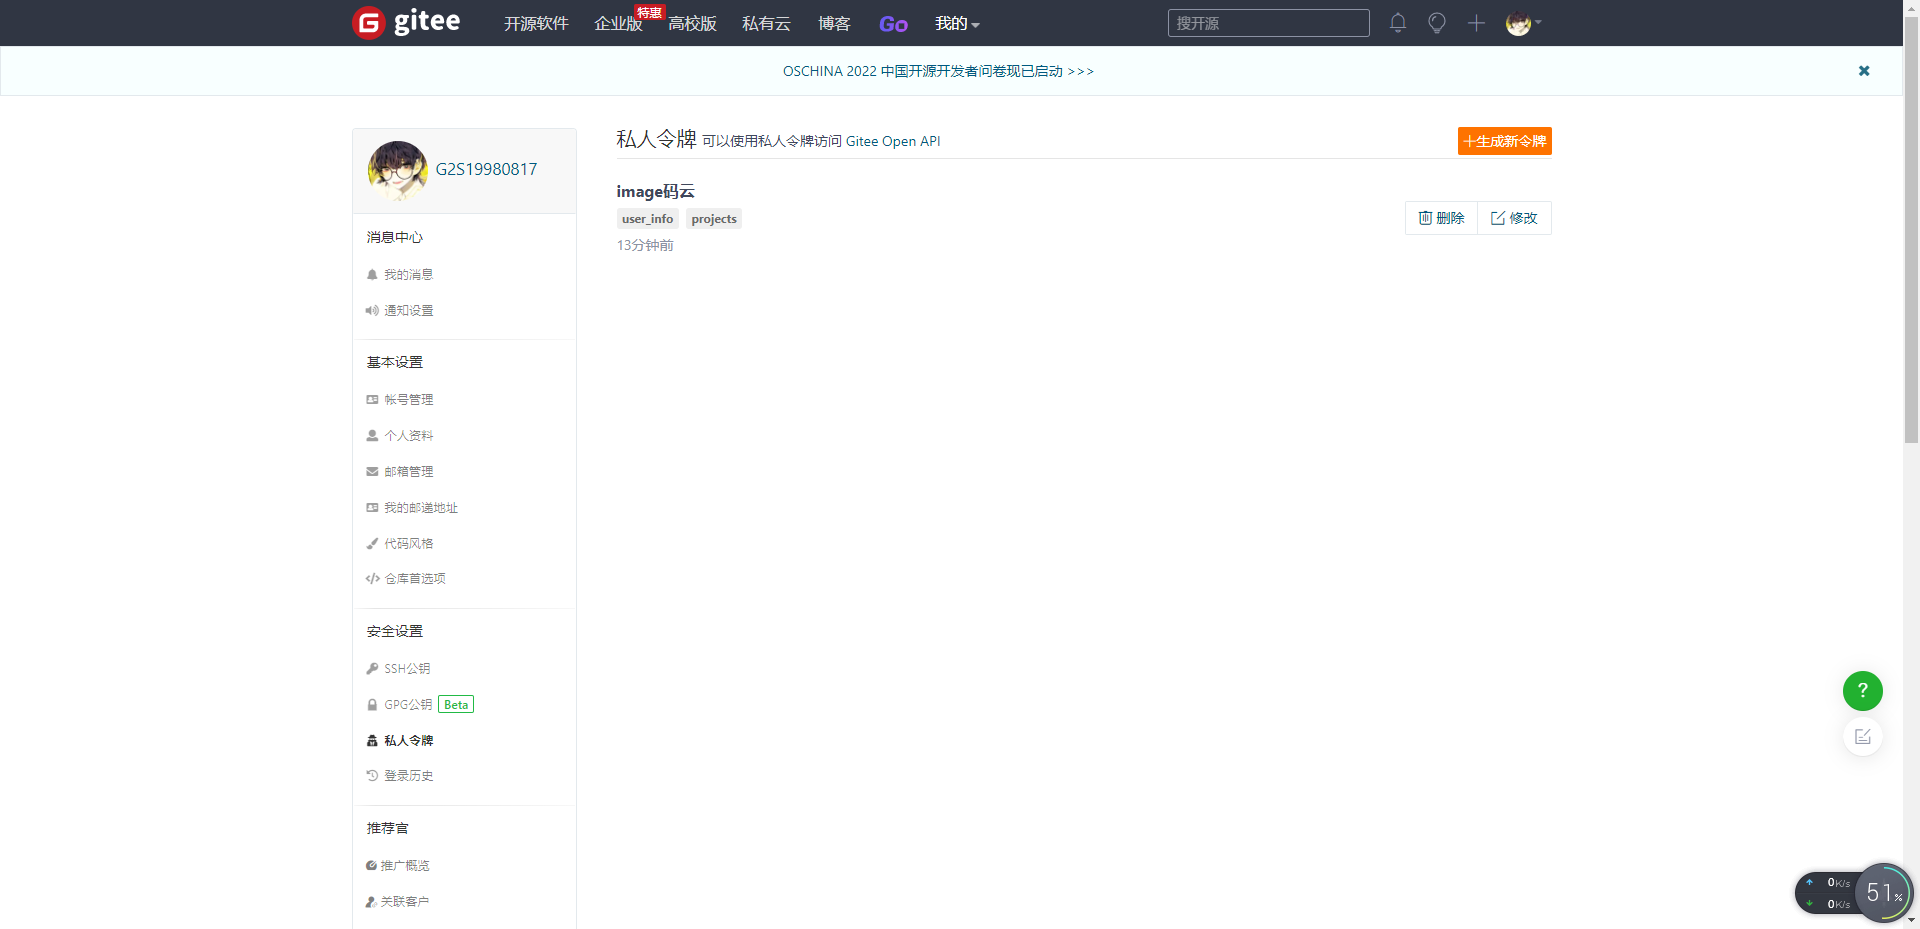 gitee
开源软件
企业版
特惠
高校版
私有云
博客
Go
我的
搜开源
OSCHINA 2022 中国开源开发者问卷现已启动 >>>
G2S19980817
消息中心
我的消息
通知设置
基本设置
帐号管理
个人资料
邮箱管理
我的邮递地址
代码风格
仓库首选项
安全设置
SSH公钥
GPG公钥 Beta
私人令牌
登录历史
推荐官
推广概览
关联客户
私人令牌 可以使用私人令牌访问 Gitee Open API
生成新令牌
image码云
user_info projects
13分钟前
删除 修改
?
0K/s
0K/s
51%